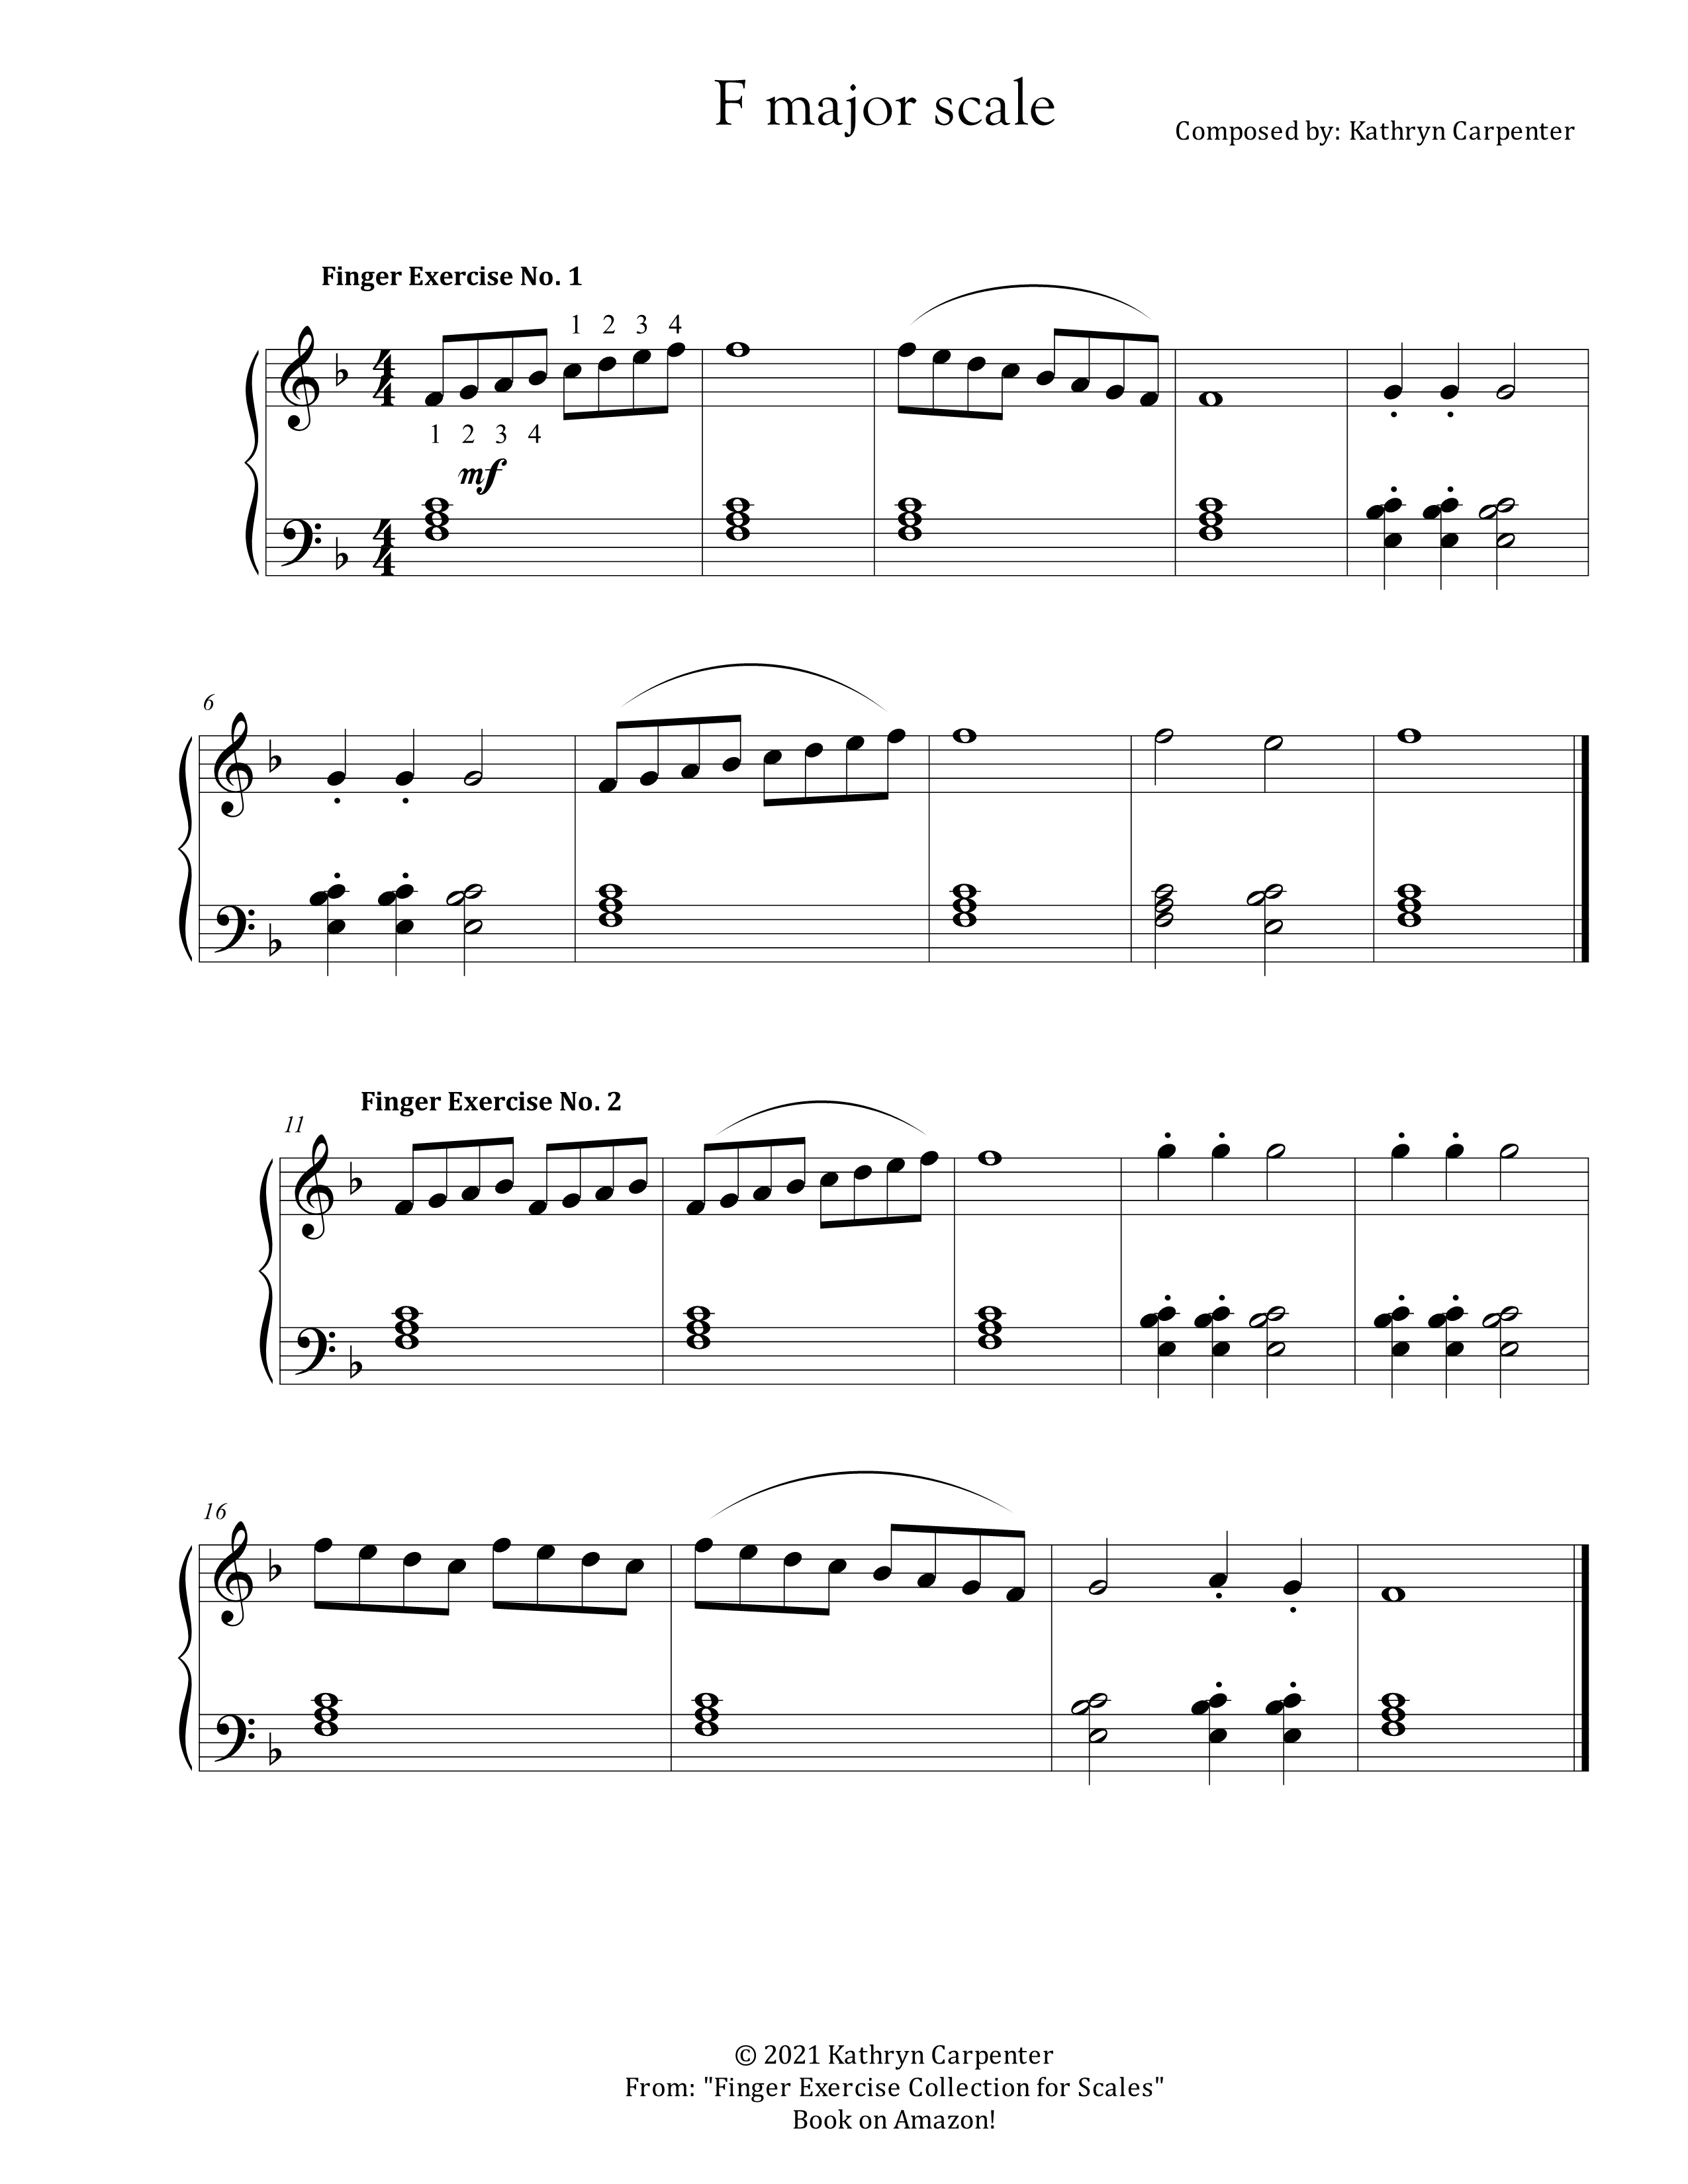 F major scale
Composed by: Kathryn Carpenter
Finger Exercise No. 1
1 2 3 4
4
4
1 2 3 4
mf
4
4
6
Finger Exercise No. 2
11
16
© 2021 Kathryn Carpenter
From: "Finger Exercise Collection for Scales"
Book on Amazon!